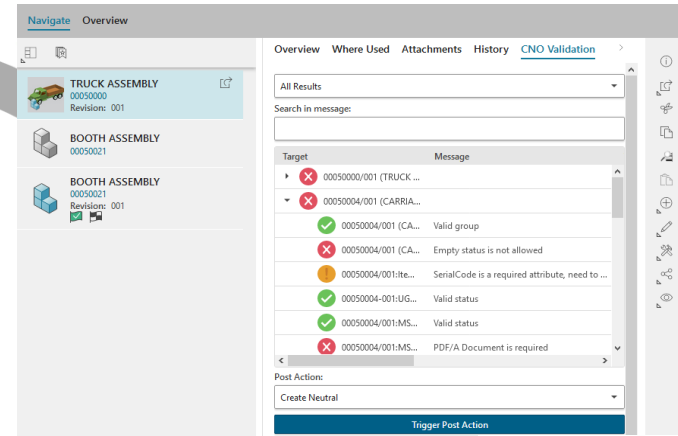 Navigate Overview
TRUCK ASSEMBLY
00050000
Revision: 001
BOOTH ASSEMBLY
00050021
BOOTH ASSEMBLY
00050021
Revision: 001
Overview Where Used Attachments History CNO Validation
All Results
Search in message:
Target Message
00050000/001 (TRUCK ...
00050004/001 (CARRIA...
00050004/001 (CA... Valid group
00050004/001 (CA... Empty status is not allowed
00050004/001:Ite... SerialCode is a required attribute, need to ...
00050004-001:UG... Valid status
00050004/001:MS... Valid status
00050004/001:MS... PDF/A Document is required
Post Action:
Create Neutral
Trigger Post Action